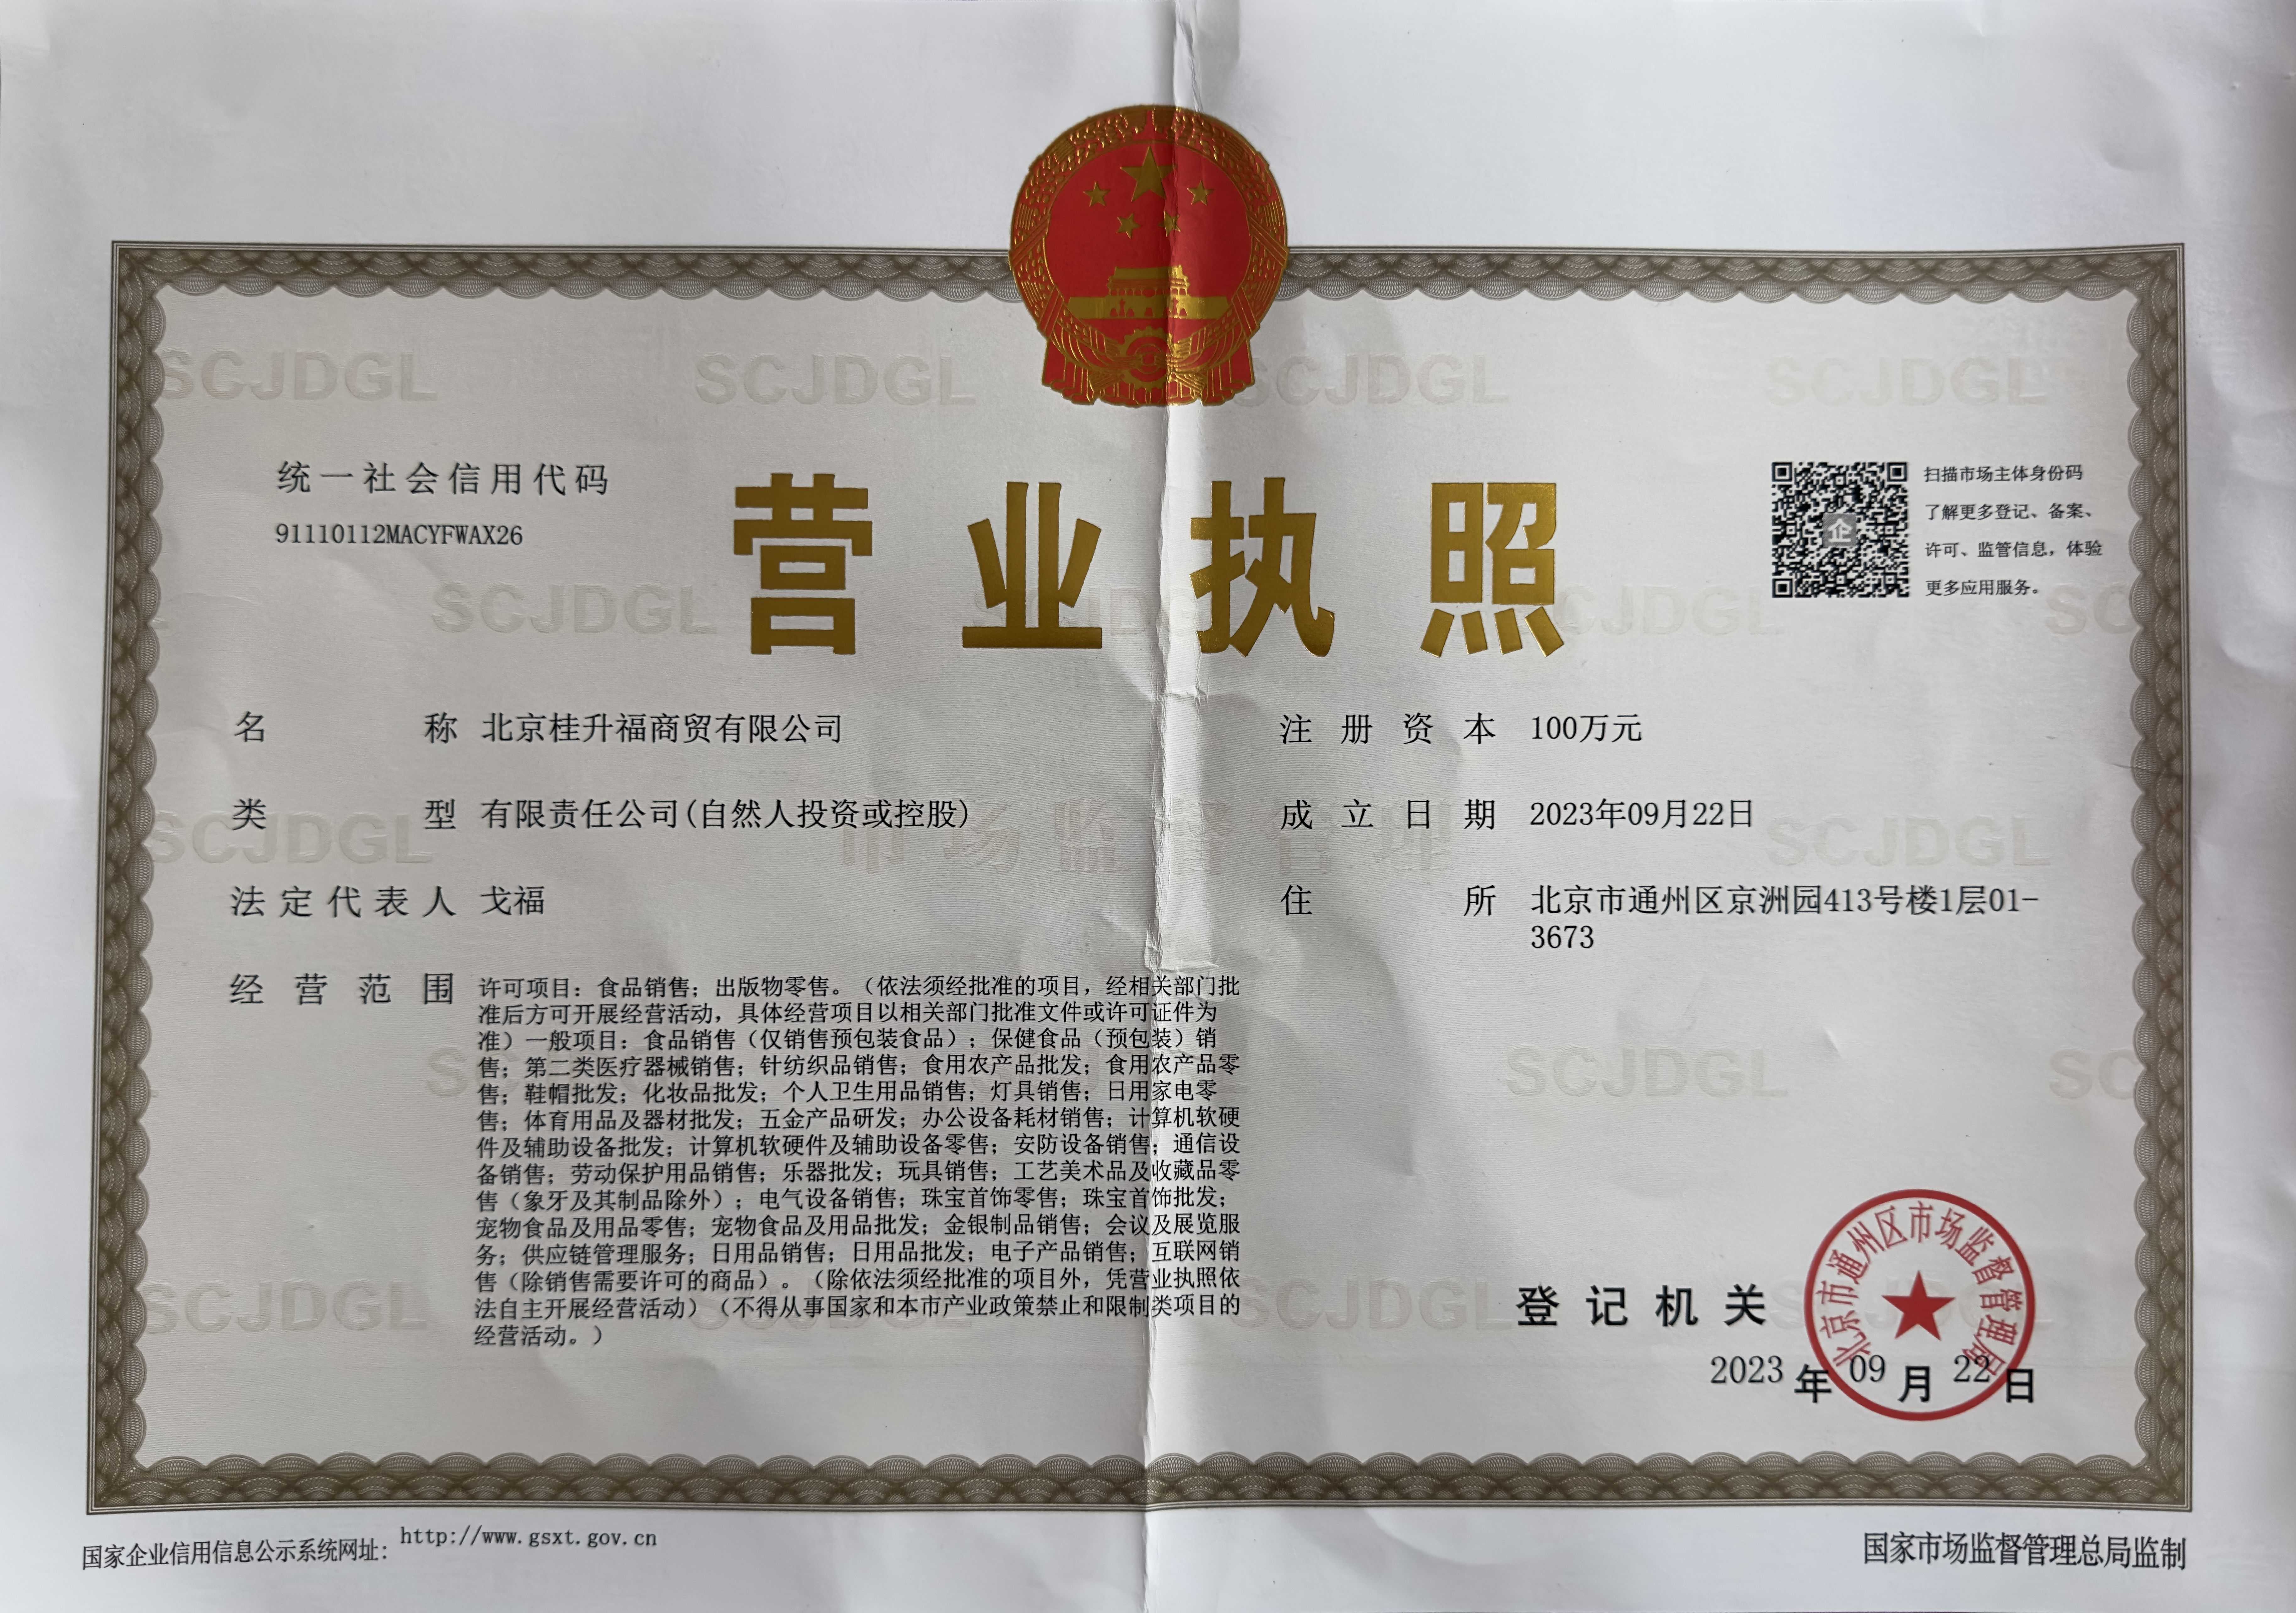 统一社会信用代码
91110112MACYFWAX26
营业执照
扫描市场主体身份码
了解更多登记、备案、
许可、监管信息，体验
更多应用服务。
企
名称 北京桂升福商贸有限公司
类型 有限责任公司(自然人投资或控股)
法定代表人 戈福
经营范围 许可项目：食品销售；出版物零售。（依法须经批准的项目，经相关部门批
准后方可开展经营活动，具体经营项目以相关部门批准文件或许可证件为
准）一般项目：食品销售（仅销售预包装食品）；保健食品（预包装）销
售；第二类医疗器械销售；针纺织品销售；食用农产品批发；食用农产品零
售；鞋帽批发；化妆品批发；个人卫生用品销售；灯具销售；日用家电零
售；体育用品及器材批发；五金产品研发；办公设备耗材销售；计算机软硬
件及辅助设备批发；计算机软硬件及辅助设备零售；安防设备销售；通信设
备销售；劳动保护用品销售；乐器批发；玩具销售；工艺美术品及收藏品零
售（象牙及其制品除外）；电气设备销售；珠宝首饰零售；珠宝首饰批发；
宠物食品及用品零售；宠物食品及用品批发；金银制品销售；会议及展览服
务；供应链管理服务；日用品销售；日用品批发；电子产品销售；互联网销
售（除销售需要许可的商品）。（除依法须经批准的项目外，凭营业执照依
法自主开展经营活动）（不得从事国家和本市产业政策禁止和限制类项目的
经营活动。）
注册资本 100万元
成立日期 2023年09月22日
住所 北京市通州区京洲园413号楼1层01-
3673
市场监督管理
SCJDGL
登记机关
北京市通州区市场监督管理局
2023年09月22日
国家企业信用信息公示系统网址：http://www.gsxt.gov.cn
国家市场监督管理总局监制